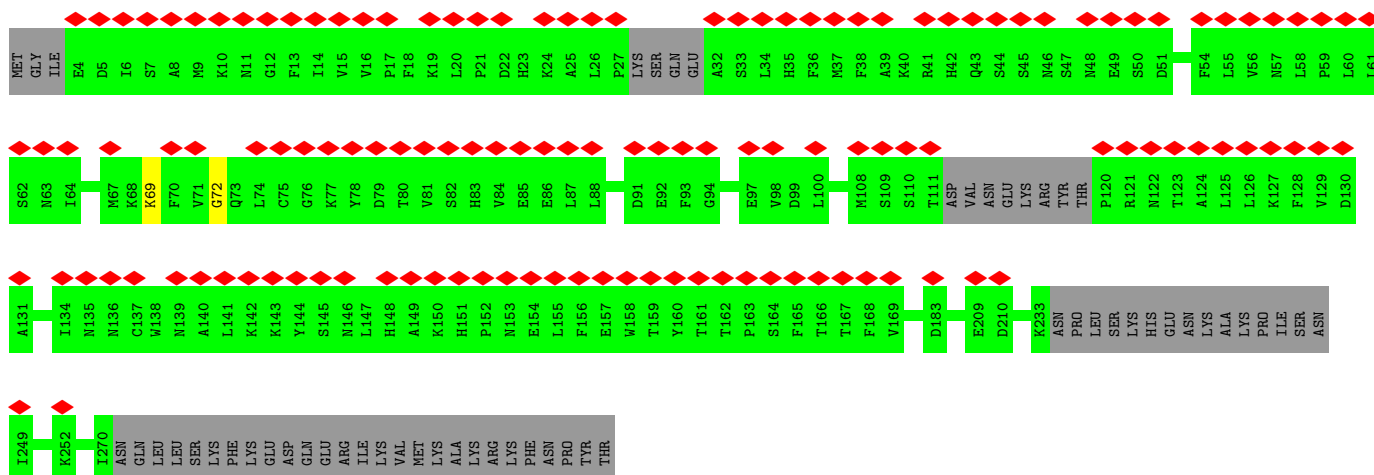 MET GLY ILE E4 D5 I6 S7 A8 M9 K10 N11 G12 F13 I14 V15 V16 P17 F18 K19 L20 P21 D22 H23 K24 A25 L26 P27 LYS SER GLN GLU A32 S33 L34 H35 F36 M37 F38 A39 K40 R41 H42 Q43 S44 S45 N46 S47 N48 E49 S50 D51 F54 L55 V56 N57 L58 P59 L60 L61
S62 N63 I64 M67 K68 K69 F70 V71 G72 Q73 L74 C75 G76 K77 Y78 D79 T80 V81 S82 H83 V84 E85 E86 L87 L88 D91 E92 F93 G94 E97 V98 D99 L100 M108 S109 S110 T111 ASP VAL ASN GLU LYS ARG TYR THR P120 R121 N122 T123 A124 L125 L126 K127 F128 V129 D130
A131 I134 N135 N136 C137 W138 N139 A140 L141 K142 K143 Y144 S145 N146 L147 H148 A149 K150 H151 P152 N153 E154 L155 F156 E157 W158 T159 Y160 T161 T162 P163 S164 F165 T166 T167 F168 V169 D183 E209 D210 K233 ASN PRO LEU SER LYS HIS GLU ASN LYS ALA LYS PRO ILE SER ASN
I249 K252 I270 ASN GLN LEU LEU SER LYS PHE LYS GLU ASP GLN GLU ARG ILE LYS VAL MET LYS ALA LYS ARG LYS PHE ASN PRO TYR THR